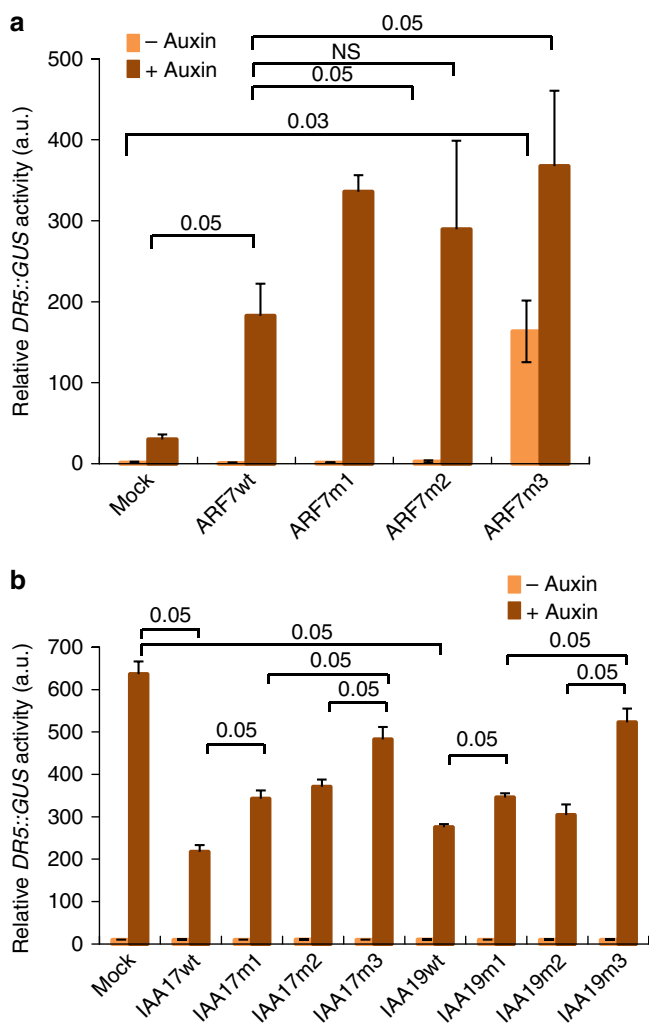 a
Relative DR5::GUS activity (a.u.)
500
400
300
200
100
0
– Auxin
+ Auxin
0.05
NS
0.05
0.03
0.05
Mock
ARF7wt
ARF7m1
ARF7m2
ARF7m3
b
Relative DR5::GUS activity (a.u.)
700
600
500
400
300
200
100
0
– Auxin
+ Auxin
0.05
0.05
0.05
0.05
0.05
0.05
0.05
0.05
Mock
IAA17wt
IAA17m1
IAA17m2
IAA17m3
IAA19wt
IAA19m1
IAA19m2
IAA19m3